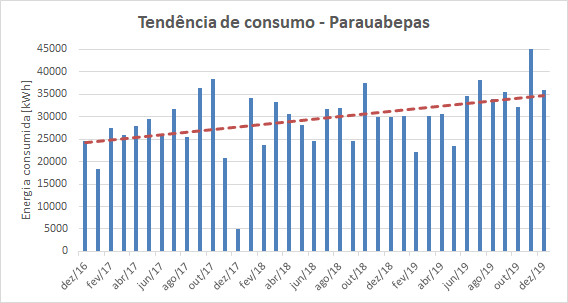 Tendência de consumo - Parauabepas
Energia consumida [kWh]
45000
40000
35000
30000
25000
20000
15000
10000
5000
0
dez/16
fev/17
abr/17
jun/17
ago/17
out/17
dez/17
fev/18
abr/18
jun/18
ago/18
out/18
dez/18
fev/19
abr/19
jun/19
ago/19
out/19
dez/19